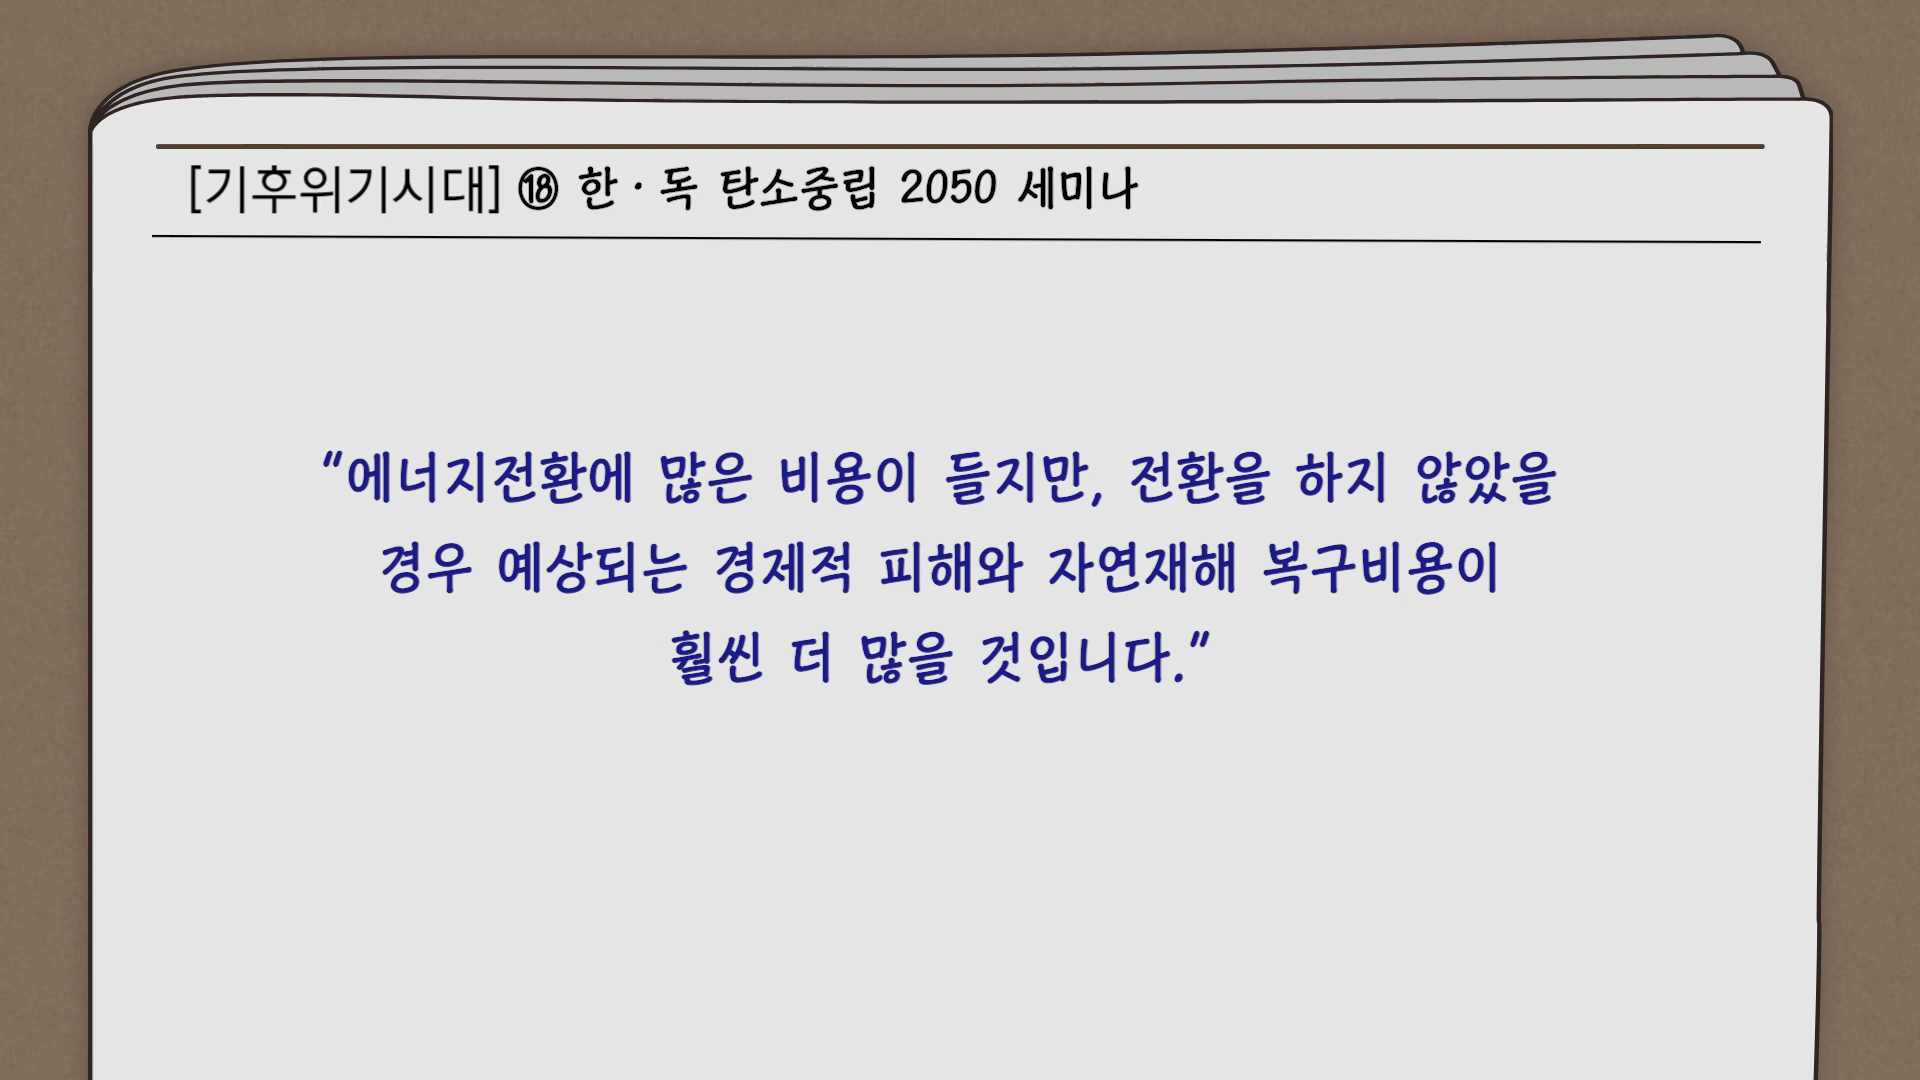 [기후위기시대] ⑱ 한·독 탄소중립 2050 세미나
"에너지전환에 많은 비용이 들지만, 전환을 하지 않았을
경우 예상되는 경제적 피해와 자연재해 복구비용이
훨씬 더 많을 것입니다."